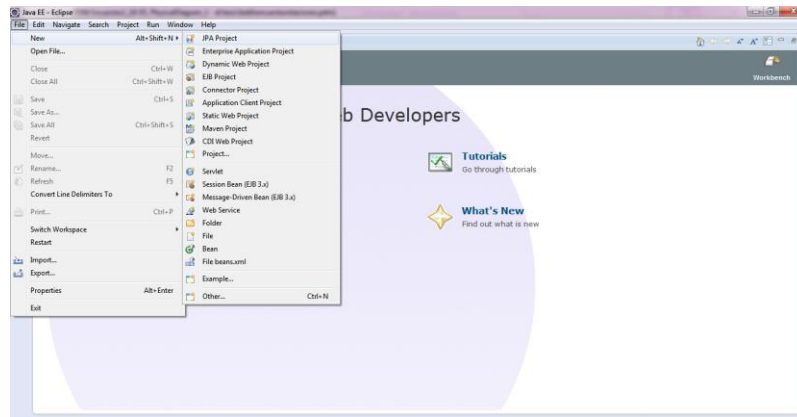 Java EE - Eclipse
File Edit Navigate Search Project Run Window Help
New Alt+Shift+N
Open File...
Close Ctrl+W
Close All Ctrl+Shift+W
Save Ctrl+S
Save As...
Save All Ctrl+Shift+S
Revert
Move...
Rename... F2
Refresh F5
Convert Line Delimiters To
Print... Ctrl+P
Switch Workspace
Restart
Import...
Export...
Properties Alt+Enter
Exit
JPA Project
Enterprise Application Project
Dynamic Web Project
EJB Project
Connector Project
Application Client Project
Static Web Project
Maven Project
CDI Web Project
Project...
Servlet
Session Bean (EJB 3.x)
Message-Driven Bean (EJB 3.x)
Web Service
Folder
File
Bean
File beans.xml
Example...
Other... Ctrl+N
Workbench
b Developers
Tutorials
Go through tutorials
What's New
Find out what is new